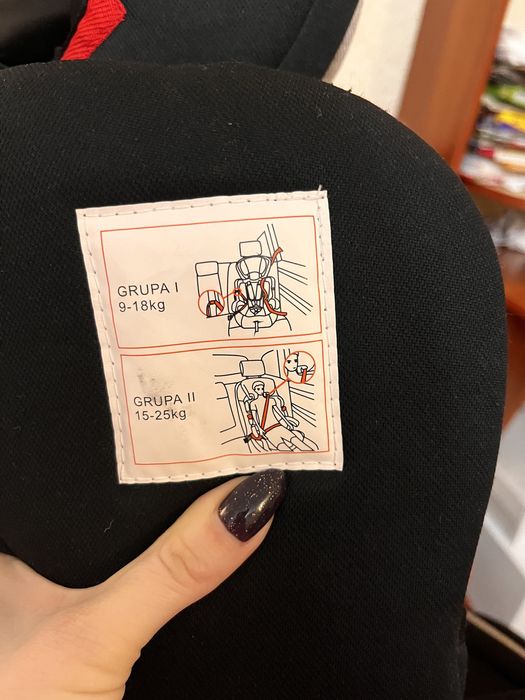 GRUPA I
9-18kg
GRUPA II
15-25kg